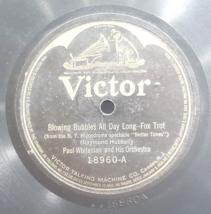 Victor
Blowing Bubbles All Day Long-Fox Trot
(from the N. Y. Hippodrome spectacle "Better Times")
(Raymond Hubbell)
Paul Whiteman and His Orchestra
18960-A
VICTOR TALKING MACHINE CO.